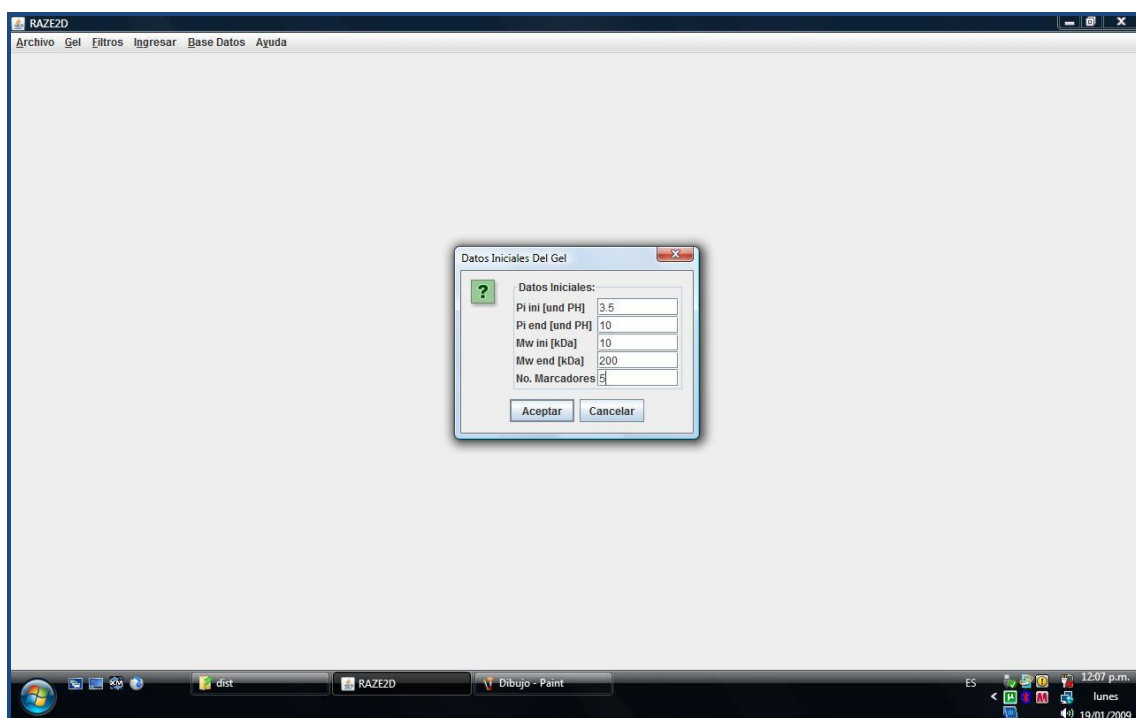 RAZE2D
Archivo Gel Filtros Ingresar Base Datos Ayuda
Datos Iniciales Del Gel
Datos Iniciales:
Pi ini [und PH] 3.5
Pi end [und PH] 10
Mw ini [kDa] 10
Mw end [kDa] 200
No. Marcadores 5
Aceptar Cancelar
dist RAZE2D Dibujo - Paint ES 12:07 p.m.
lunes
19/01/2009